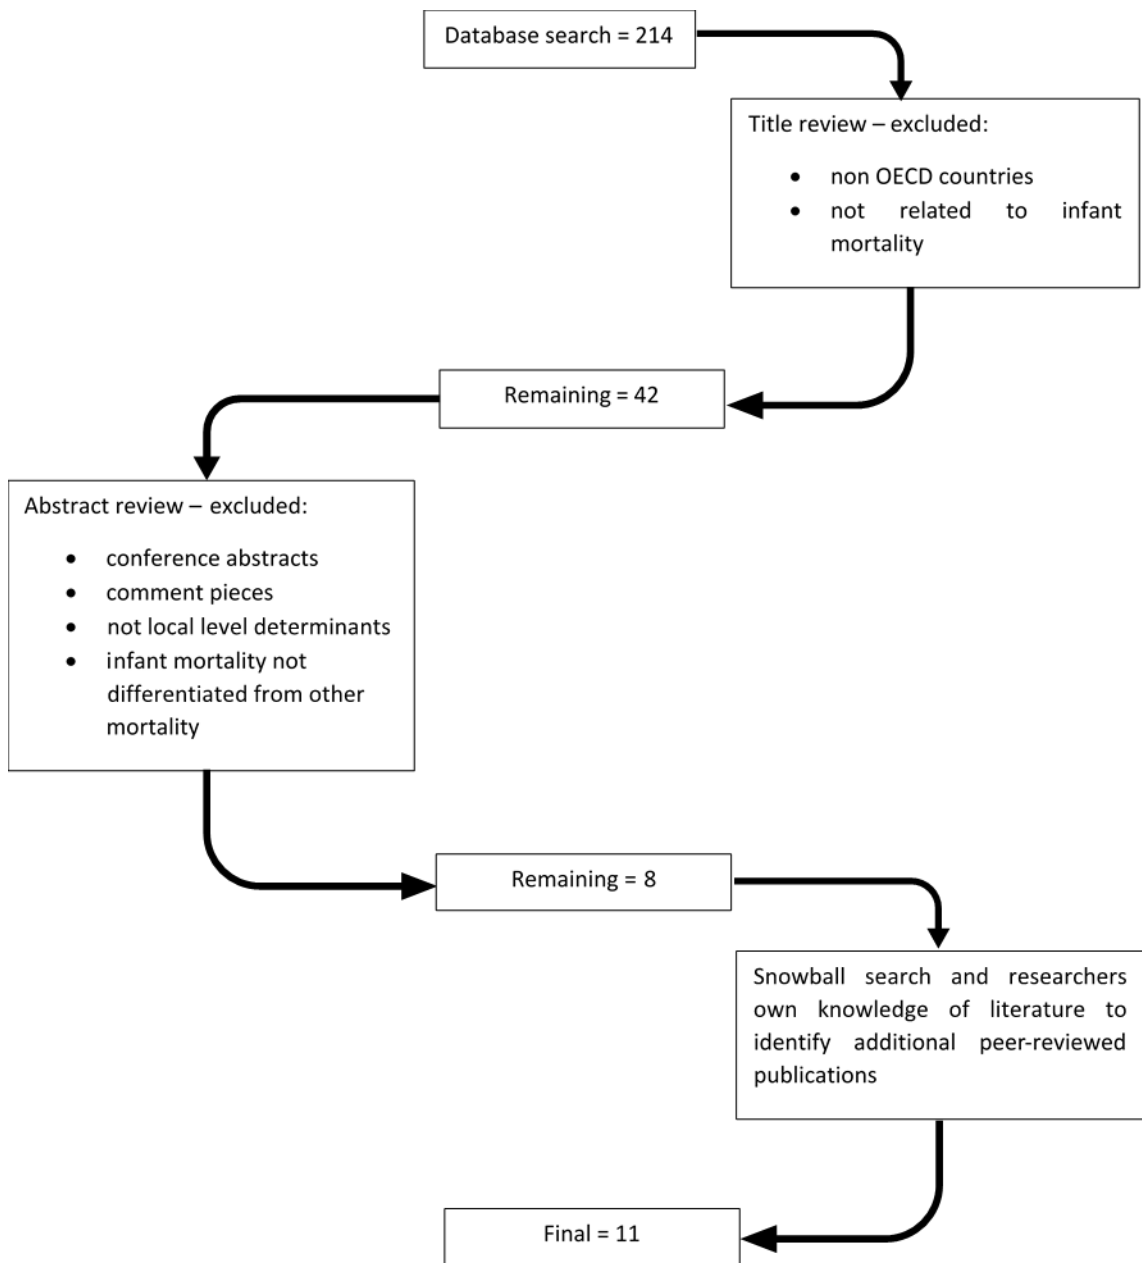 Database search = 214
Title review – excluded:
• non OECD countries
• not related to infant
mortality
Remaining = 42
Abstract review – excluded:
• conference abstracts
• comment pieces
• not local level determinants
• infant mortality not
differentiated from other
mortality
Remaining = 8
Snowball search and researchers
own knowledge of literature to
identify additional peer-reviewed
publications
Final = 11